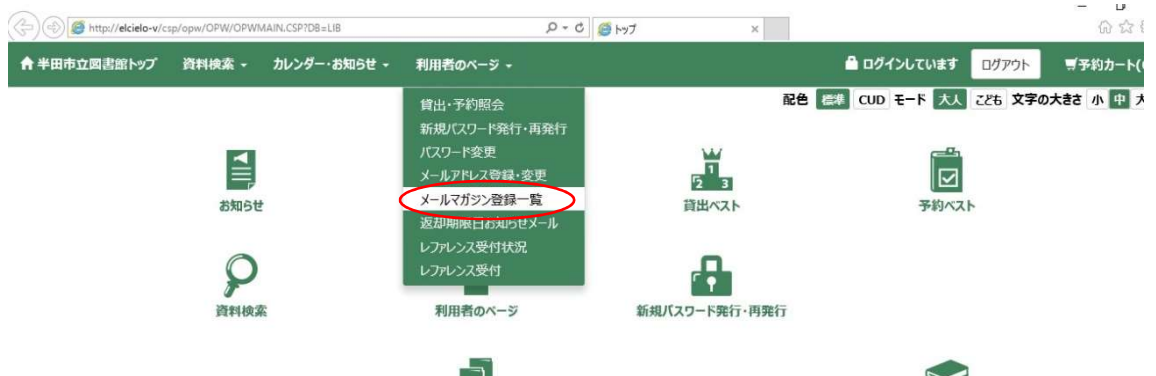 http://elcielo-v/csp/opw/OPW/OPWMAIN.CSP?DB=LIB
トップ
半田市立図書館トップ 資料検索 カレンダー・お知らせ 利用者のページ ログインしています ログアウト 予約カート(
配色 標準 CUD モード 大人 こども 文字の大きさ 小 中 大
貸出・予約照会
新規パスワード発行・再発行
パスワード変更
メールアドレス登録・変更
メールマガジン登録一覧
返却期限日お知らせメール
レファレンス受付状況
レファレンス受付
お知らせ 貸出ベスト 予約ベスト
1
2 3
資料検索 利用者のページ 新規パスワード発行・再発行